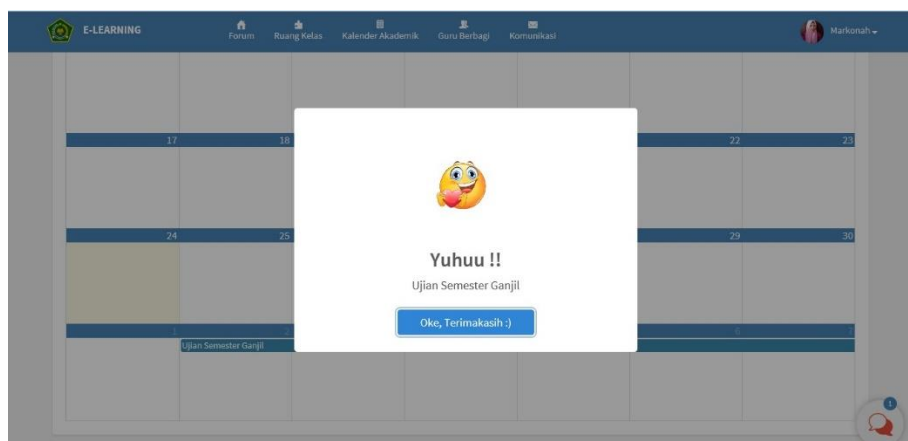 E-LEARNING
Forum
Ruang Kelas
Kalender Akademik
Guru Berbagi
Komunikasi
Markonah
17 18 22 23
24 25 29 30
Yuhuu !!
Ujian Semester Ganjil
Oke, Terimakasih :)
1 2 6 7
Ujian Semester Ganjil
1